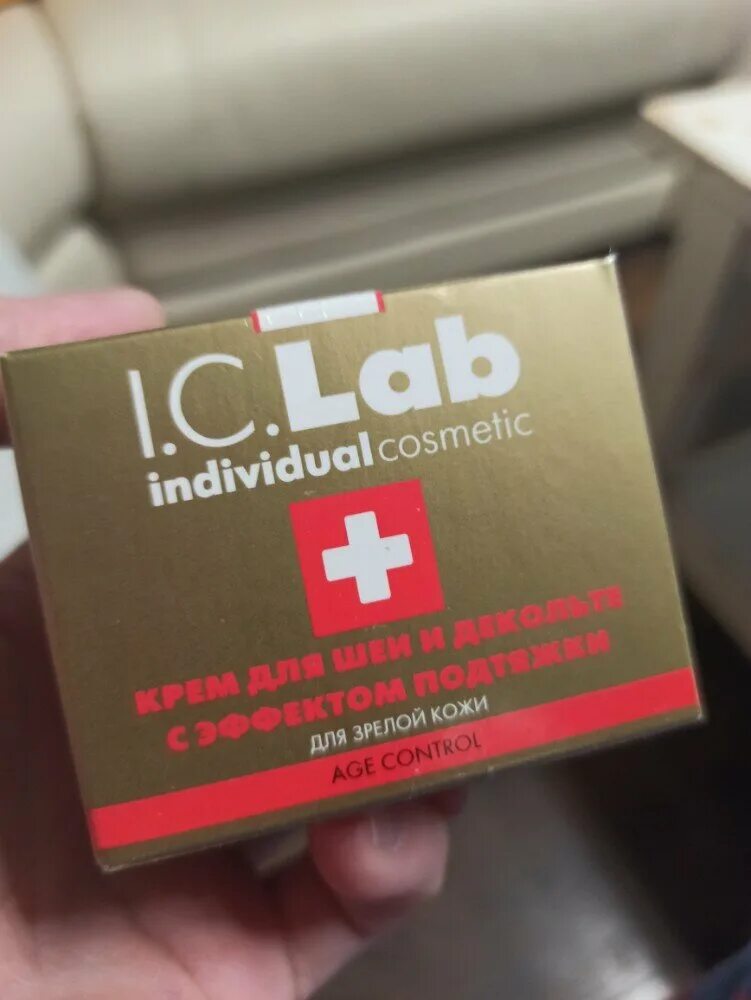 I.C.Lab
individual cosmetic
КРЕМ ДЛЯ ШЕИ И ДЕКОЛЬТЕ
С ЭФФЕКТОМ ПОДТЯЖКИ
ДЛЯ ЗРЕЛОЙ КОЖИ
AGE CONTROL